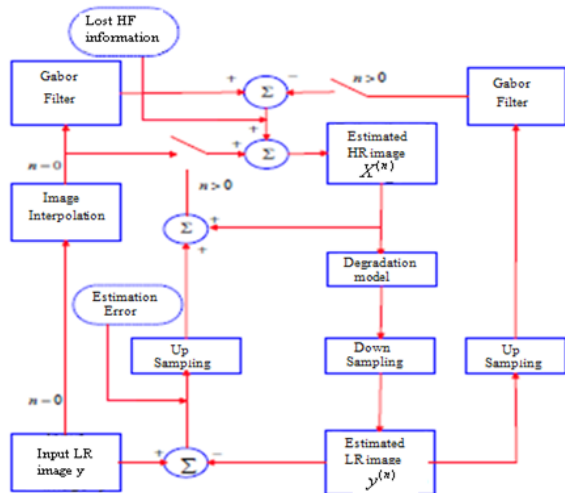 Lost HF
information
Gabor
Filter
+
Σ
−
n>0
Gabor
Filter
+
+
Σ
Estimated
HR image
X^(n)
n=0
n>0
Image
Interpolation
Σ
+
+
Degradation
model
Estimation
Error
Up
Sampling
Down
Sampling
Up
Sampling
n=0
Input LR
image y
+
Σ
−
Estimated
LR image
y^(n)